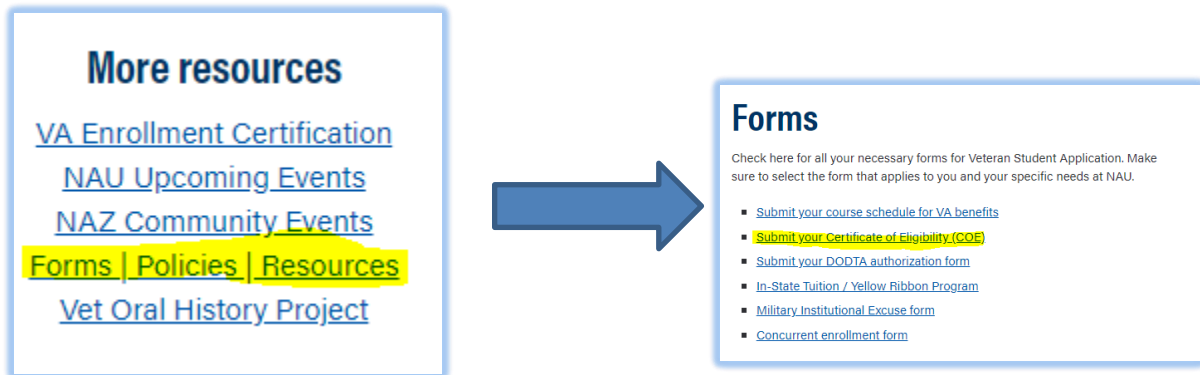 More resources
VA Enrollment Certification
NAU Upcoming Events
NAZ Community Events
Forms | Policies | Resources
Vet Oral History Project
Forms
Check here for all your necessary forms for Veteran Student Application. Make
sure to select the form that applies to you and your specific needs at NAU.
Submit your course schedule for VA benefits
Submit your Certificate of Eligibility (COE)
Submit your DODTA authorization form
In-State Tuition / Yellow Ribbon Program
Military Institutional Excuse form
Concurrent enrollment form